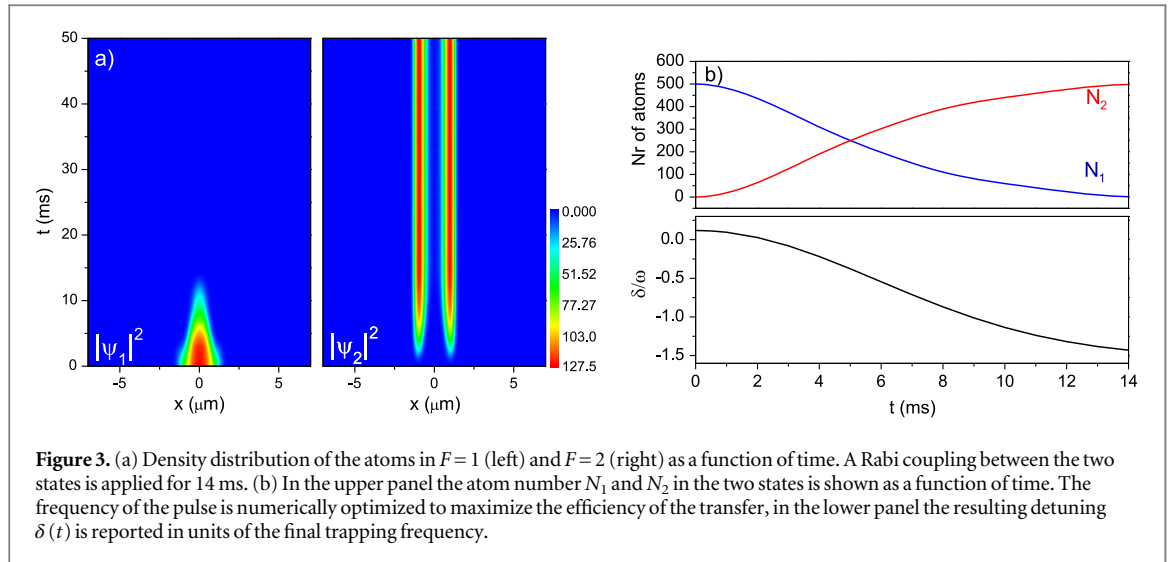 a)
50
40
30
20
10
0
t (ms)
|ψ₁|²
-5 0 5
x (μm)
|ψ₂|²
-5 0 5
x (μm)
0.000
25.76
51.52
77.27
103.0
127.5
b)
600
500
400
300
200
100
0
Nr of atoms
N₂
N₁
0.0
-0.5
-1.0
-1.5
δ/ω
0 2 4 6 8 10 12 14
t (ms)
Figure 3. (a) Density distribution of the atoms in F = 1 (left) and F = 2 (right) as a function of time. A Rabi coupling between the two
states is applied for 14 ms. (b) In the upper panel the atom number N₁ and N₂ in the two states is shown as a function of time. The
frequency of the pulse is numerically optimized to maximize the efficiency of the transfer, in the lower panel the resulting detuning
δ (t) is reported in units of the final trapping frequency.